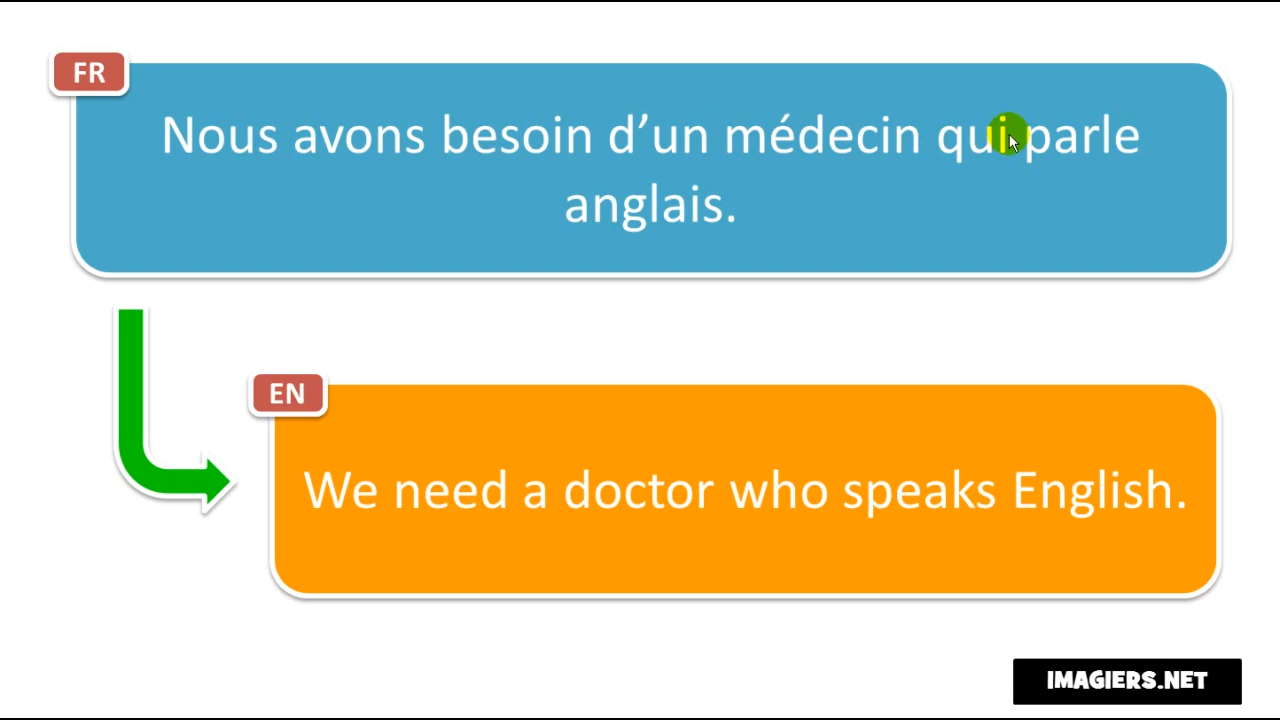 FR
Nous avons besoin d’un médecin qui parle
anglais.
EN
We need a doctor who speaks English.
IMAGIERS.NET